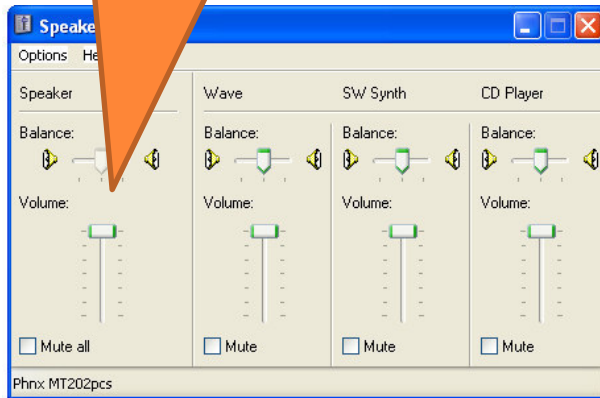 Speake
Options He
Speaker Wave SW Synth CD Player
Balance: Balance: Balance: Balance:
Volume: Volume: Volume: Volume:
Mute all Mute Mute Mute
Phnx MT202pcs